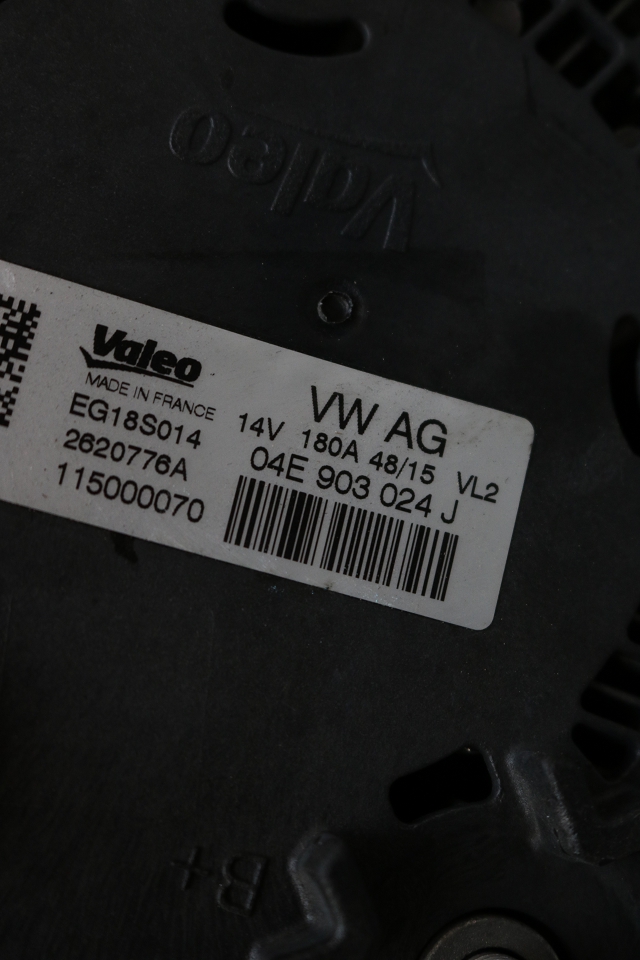 Valeo
Valeo
MADE IN FRANCE
EG18S014
2620776A
115000070
VW AG
14V 180A 48/15 VL2
04E 903 024 J
B+